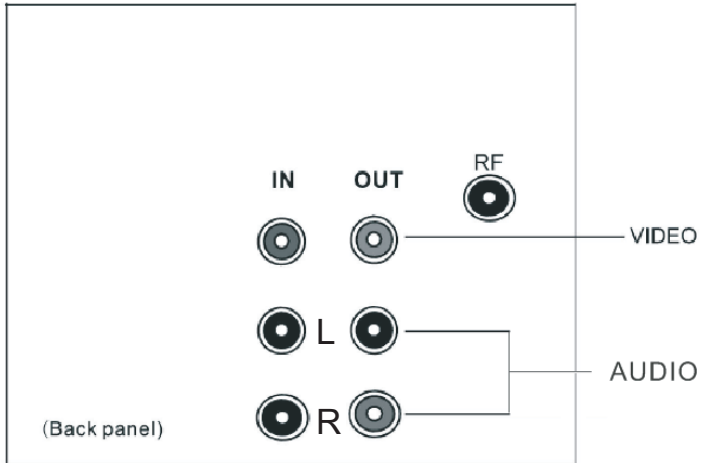 RF
IN OUT
VIDEO
L
AUDIO
R
(Back panel)